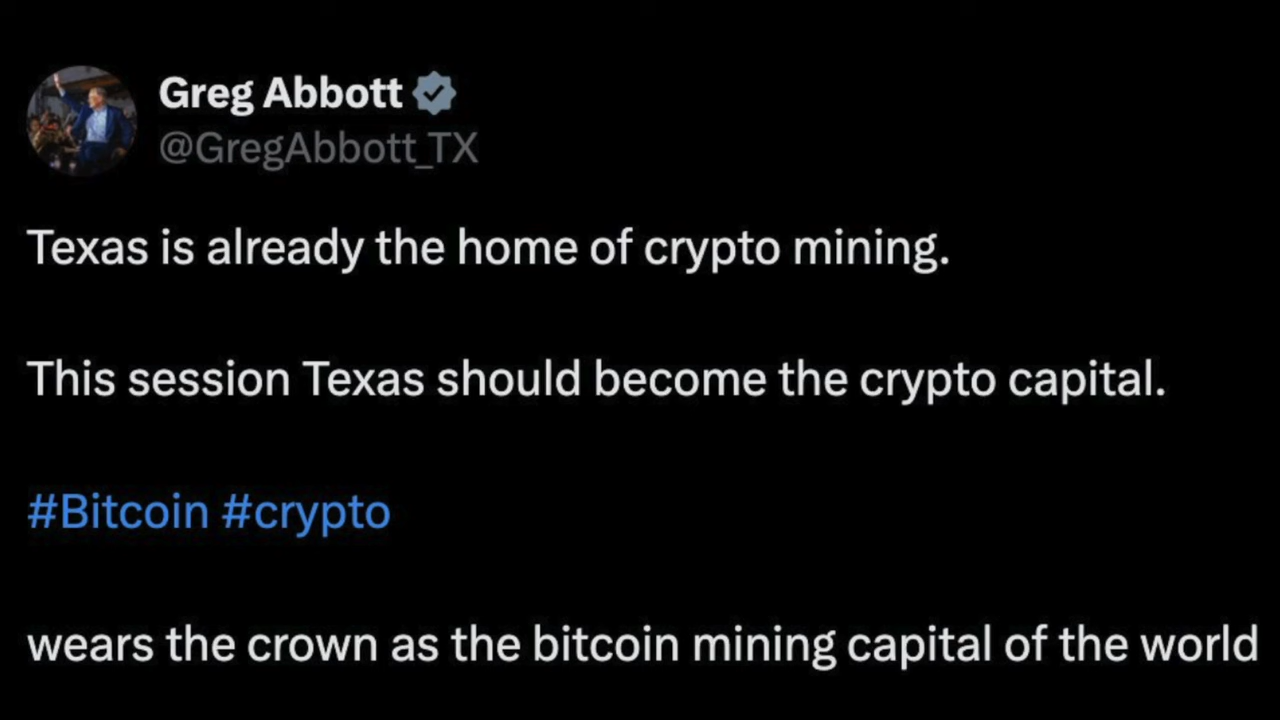 Greg Abbott
@GregAbbott_TX
Texas is already the home of crypto mining.
This session Texas should become the crypto capital.
#Bitcoin #crypto
wears the crown as the bitcoin mining capital of the world